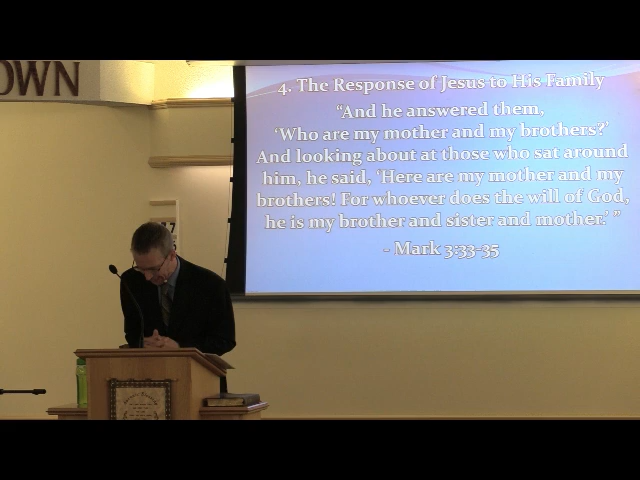 OWN
4. The Response of Jesus to His Family
“And he answered them,
‘Who are my mother and my brothers?’
And looking about at those who sat around
him, he said, ‘Here are my mother and my
brothers! For whoever does the will of God,
he is my brother and sister and mother.’ ”
- Mark 3:33-35